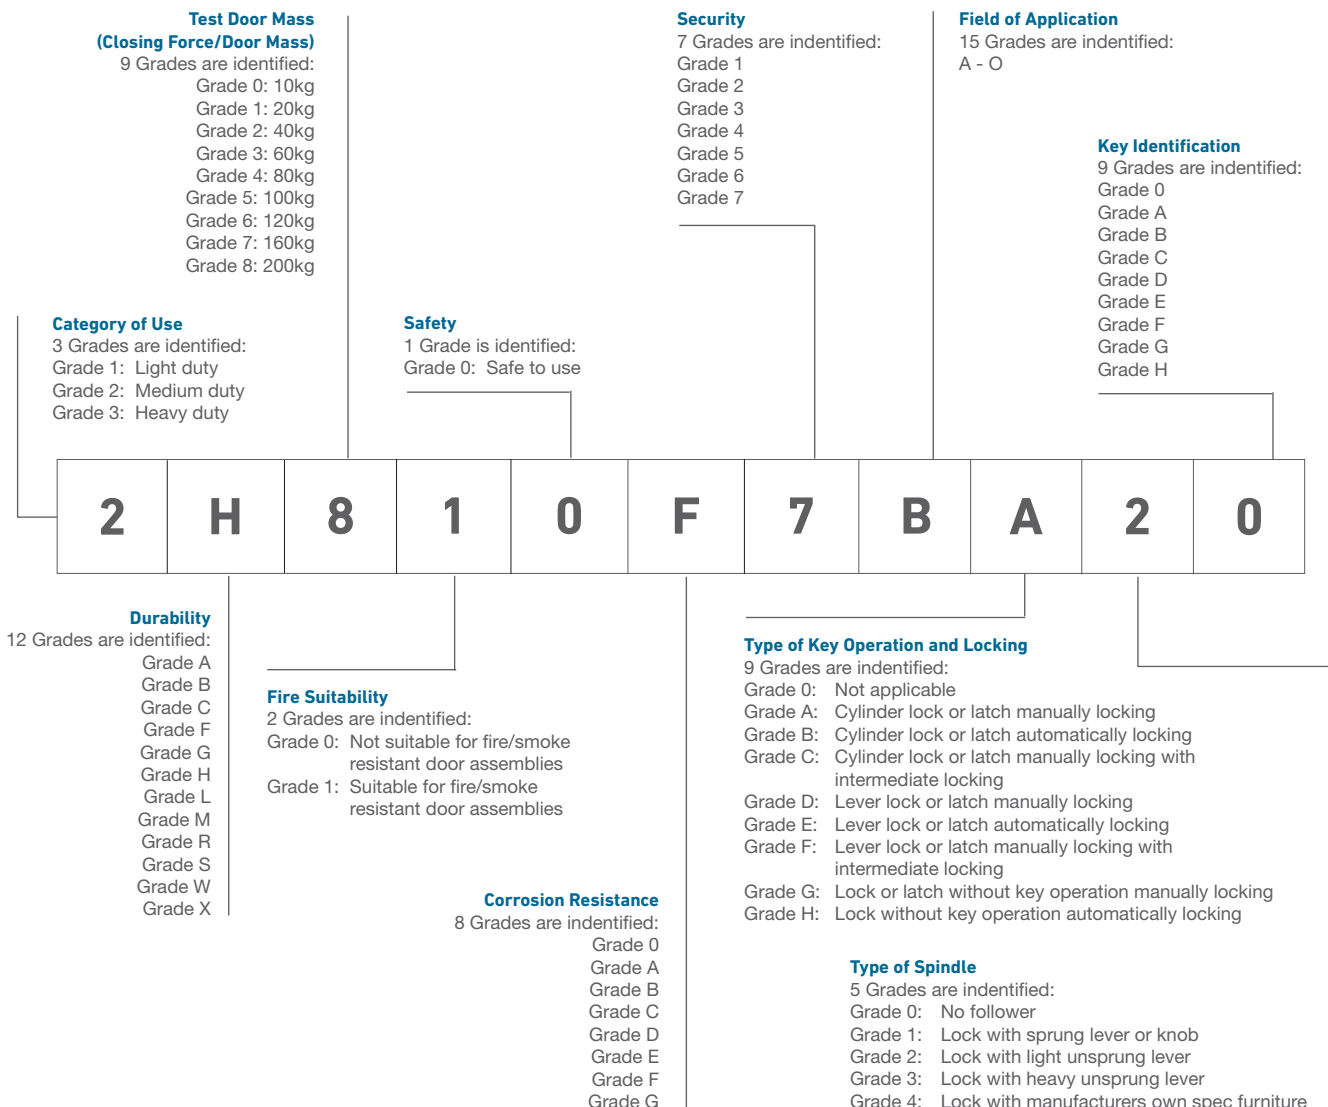 Test Door Mass
(Closing Force/Door Mass)
9 Grades are identified:
Grade 0: 10kg
Grade 1: 20kg
Grade 2: 40kg
Grade 3: 60kg
Grade 4: 80kg
Grade 5: 100kg
Grade 6: 120kg
Grade 7: 160kg
Grade 8: 200kg
Security
7 Grades are indentified:
Grade 1
Grade 2
Grade 3
Grade 4
Grade 5
Grade 6
Grade 7
Field of Application
15 Grades are indentified:
A - O
Key Identification
9 Grades are indentified:
Grade 0
Grade A
Grade B
Grade C
Grade D
Grade E
Grade F
Grade G
Grade H
Category of Use
3 Grades are identified:
Grade 1: Light duty
Grade 2: Medium duty
Grade 3: Heavy duty
Safety
1 Grade is identified:
Grade 0: Safe to use
2 H 8 1 0 F 7 B A 2 0
Durability
12 Grades are identified:
Grade A
Grade B
Grade C
Grade F
Grade G
Grade H
Grade L
Grade M
Grade R
Grade S
Grade W
Grade X
Fire Suitability
2 Grades are indentified:
Grade 0: Not suitable for fire/smoke
resistant door assemblies
Grade 1: Suitable for fire/smoke
resistant door assemblies
Corrosion Resistance
8 Grades are indentified:
Grade 0
Grade A
Grade B
Grade C
Grade D
Grade E
Grade F
Grade G
Type of Key Operation and Locking
9 Grades are indentified:
Grade 0: Not applicable
Grade A: Cylinder lock or latch manually locking
Grade B: Cylinder lock or latch automatically locking
Grade C: Cylinder lock or latch manually locking with
intermediate locking
Grade D: Lever lock or latch manually locking
Grade E: Lever lock or latch automatically locking
Grade F: Lever lock or latch manually locking with
intermediate locking
Grade G: Lock or latch without key operation manually locking
Grade H: Lock without key operation automatically locking
Type of Spindle
5 Grades are indentified:
Grade 0: No follower
Grade 1: Lock with sprung lever or knob
Grade 2: Lock with light unsprung lever
Grade 3: Lock with heavy unsprung lever
Grade 4: Lock with manufacturers own spec furniture